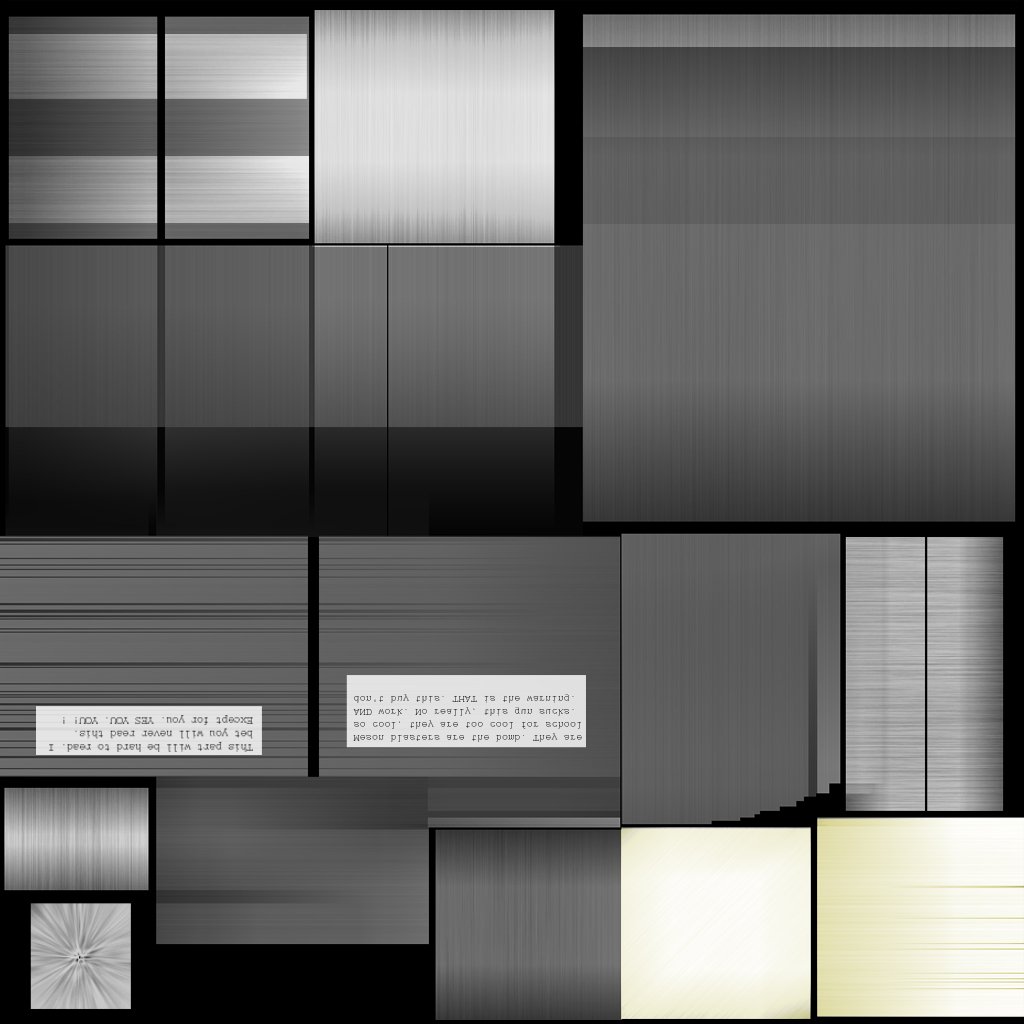 This part will be hard to read. I
bet you will never read this.
Except for you. YES YOU. YOU! !
Meson blasters are the bomb. They are
so cool, they are too cool for school
AND work. No really, this gun sucks.
don't buy this. THAT is the warning.